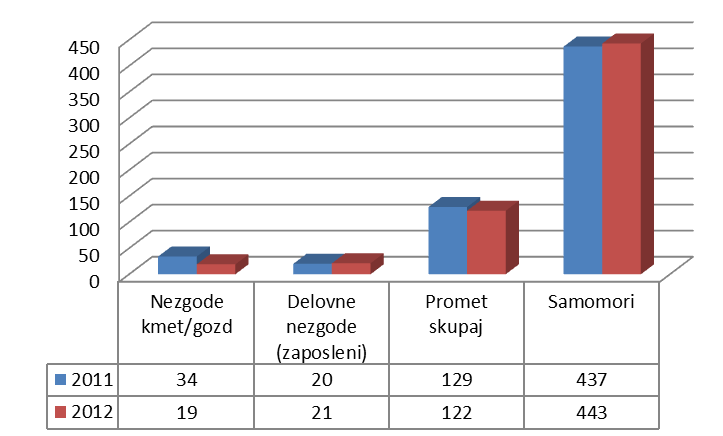 450
400
350
300
250
200
150
100
50
0
Nezgode kmet/gozd
Delovne nezgode (zaposleni)
Promet skupaj
Samomori
2011 34 20 129 437
2012 19 21 122 443